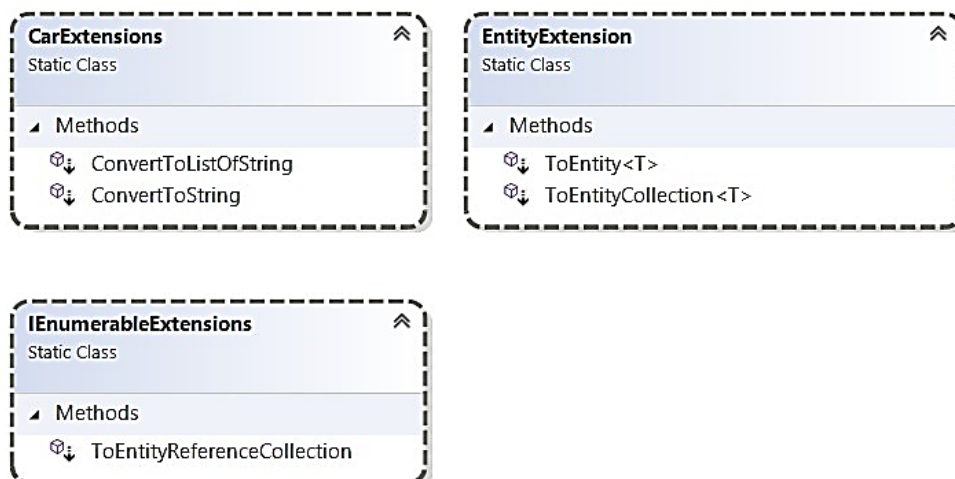 CarExtensions
Static Class
Methods
ConvertToListOfString
ConvertToString
EntityExtension
Static Class
Methods
ToEntity<T>
ToEntityCollection<T>
IEnumerableExtensions
Static Class
Methods
ToEntityReferenceCollection